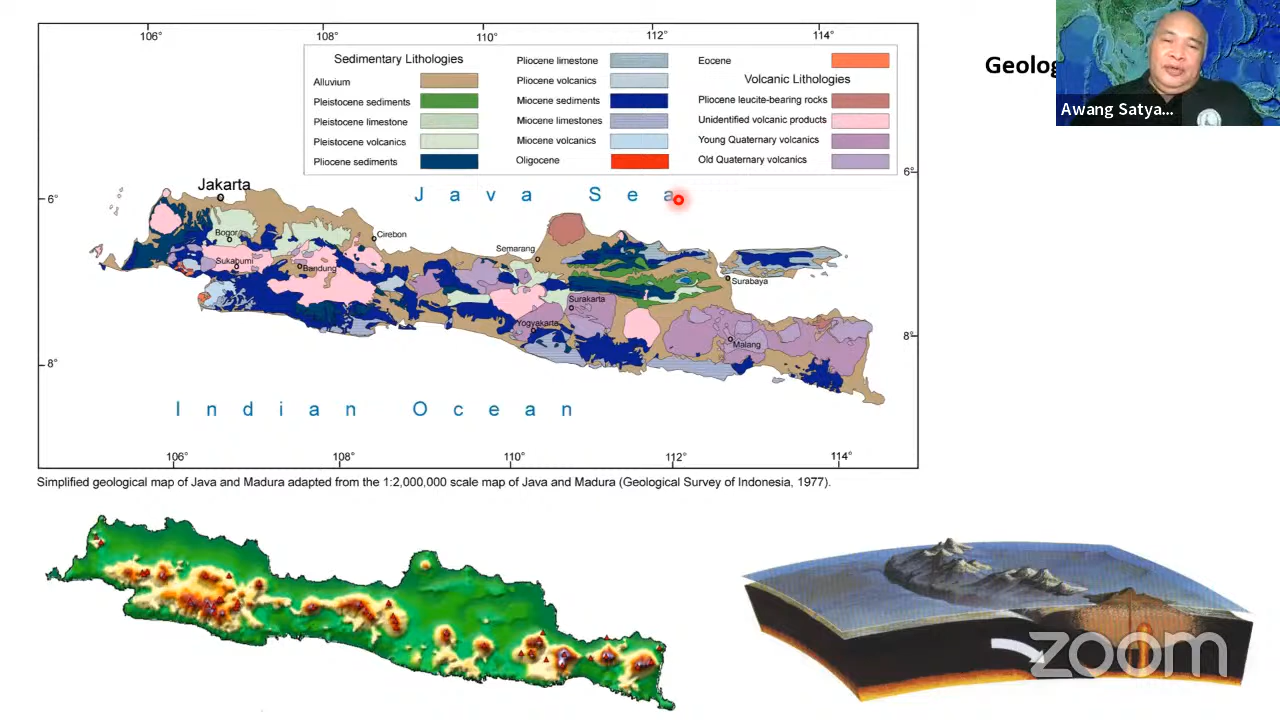 106°
108°
110°
112°
114°
Geolog
Awang Satya...
Sedimentary Lithologies
Alluvium
Pleistocene sediments
Pleistocene limestone
Pleistocene volcanics
Pliocene sediments
Pliocene limestone
Pliocene volcanics
Miocene sediments
Miocene limestones
Miocene volcanics
Oligocene
Eocene
Volcanic Lithologies
Pliocene leucite-bearing rocks
Unidentified volcanic products
Young Quaternary volcanics
Old Quaternary volcanics
6°
6°
Java Sea
Jakarta
Bogor
Cirebon
Sukabumi
Bandung
Semarang
Surabaya
Surakarta
Yogyakarta
Malang
8°
8°
Indian Ocean
106°
108°
110°
112°
114°
Simplified geological map of Java and Madura adapted from the 1:2,000,000 scale map of Java and Madura (Geological Survey of Indonesia, 1977).
zoom